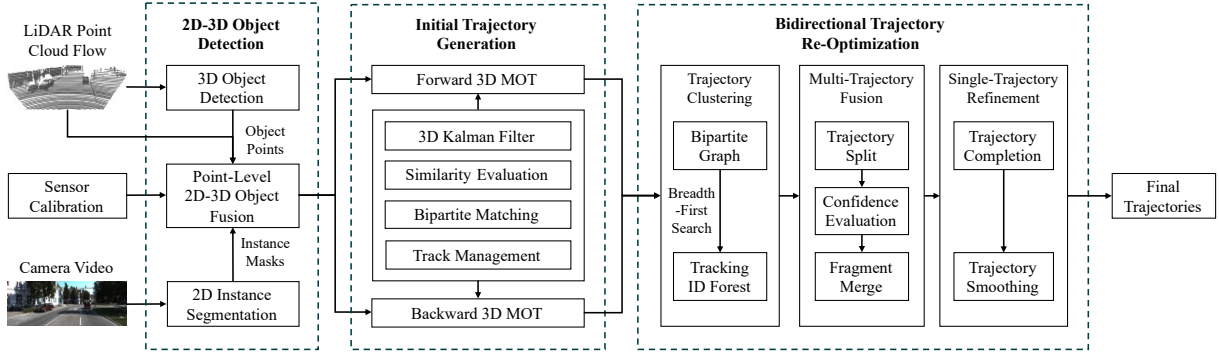 LiDAR Point
Cloud Flow
Sensor
Calibration
Camera Video
2D-3D Object
Detection
3D Object
Detection
Object
Points
Point-Level
2D-3D Object
Fusion
Instance
Masks
2D Instance
Segmentation
Initial Trajectory
Generation
Forward 3D MOT
3D Kalman Filter
Similarity Evaluation
Bipartite Matching
Track Management
Backward 3D MOT
Bidirectional Trajectory
Re-Optimization
Trajectory
Clustering
Bipartite
Graph
Breadth
-First
Search
Tracking
ID Forest
Multi-Trajectory
Fusion
Trajectory
Split
Confidence
Evaluation
Fragment
Merge
Single-Trajectory
Refinement
Trajectory
Completion
Trajectory
Smoothing
Final
Trajectories